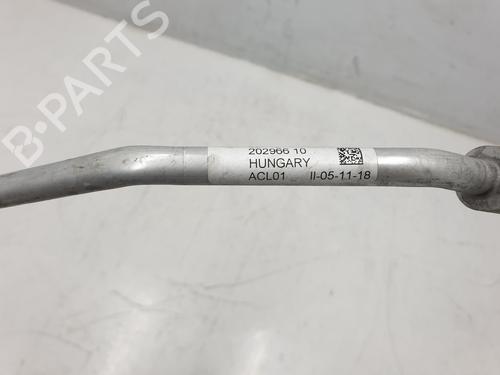 B-PARTS
202966 10
HUNGARY
ACL01 II-05-11-18